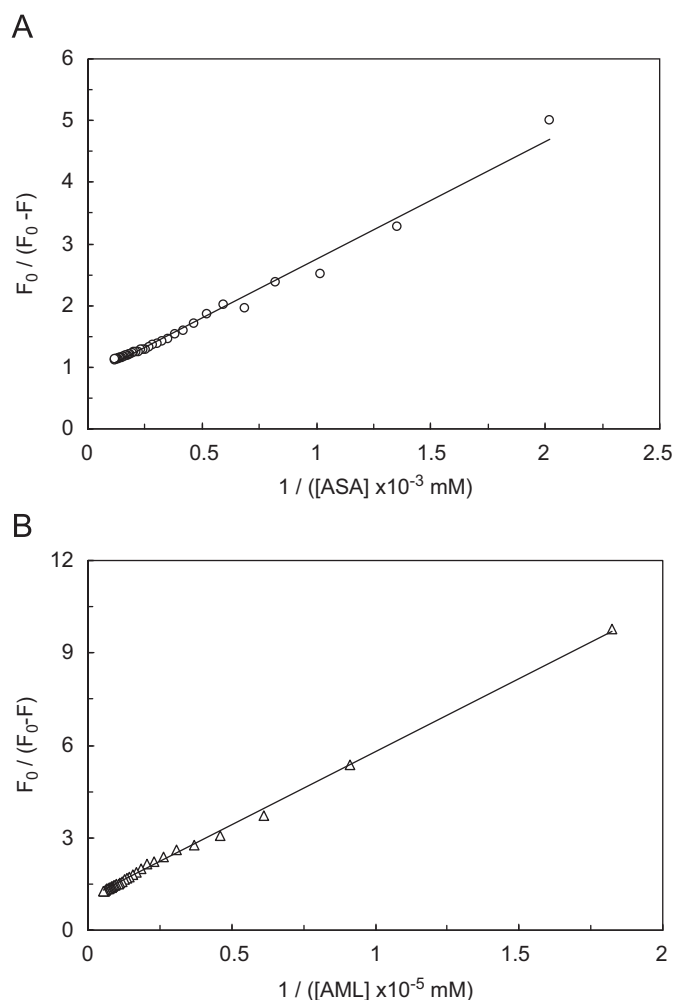 A
6
5
4
3
2
1
0
F₀ / (F₀ -F)
0 0.5 1 1.5 2 2.5
1 / ([ASA] x10⁻³ mM)
B
12
9
6
3
0
F₀ / (F₀-F)
0 0.5 1 1.5 2
1 / ([AML] x10⁻⁵ mM)